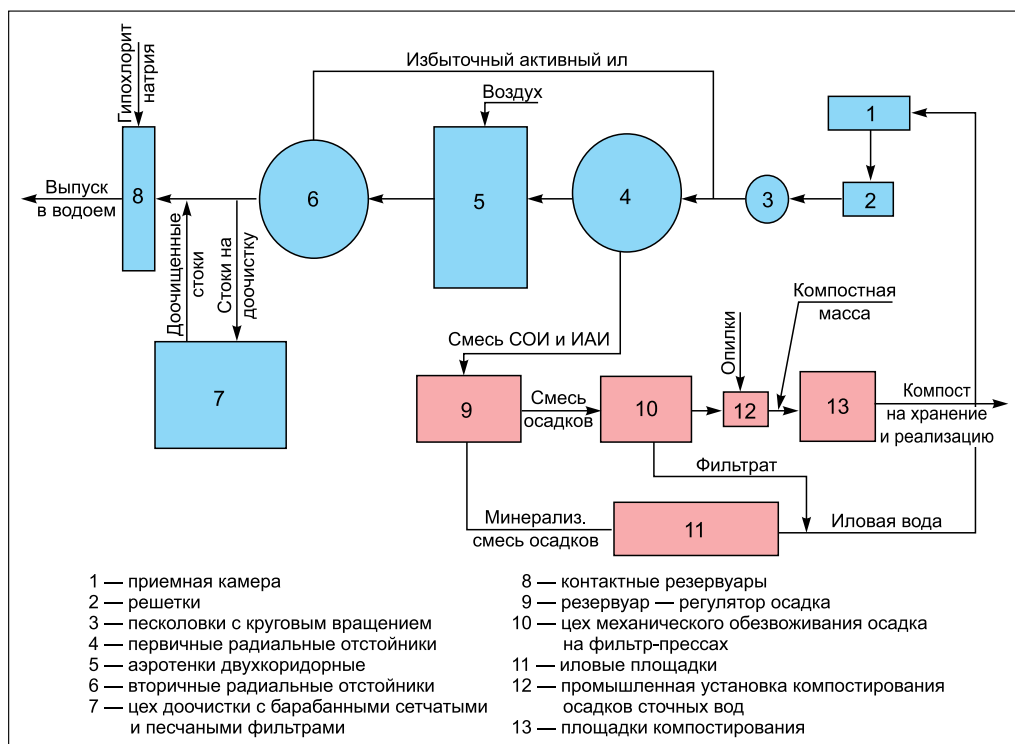 Гипохлорит
натрия
Избыточный активный ил
Воздух
1
2
3
4
5
6
8
Выпуск
в водоем
Доочищенные
стоки
Стоки на
доочистку
7
Смесь СОИ и ИАИ
Компостная
масса
Опилки
9
Смесь
осадков
10
12
13
Компост
на хранение
и реализацию
Фильтрат
Минерализ.
смесь осадков
11
Иловая вода
1 — приемная камера
2 — решетки
3 — песколовки с круговым вращением
4 — первичные радиальные отстойники
5 — аэротенки двухкоридорные
6 — вторичные радиальные отстойники
7 — цех доочистки с барабанными сетчатыми
и песчаными фильтрами
8 — контактные резервуары
9 — резервуар — регулятор осадка
10 — цех механического обезвоживания осадка
на фильтр-прессах
11 — иловые площадки
12 — промышленная установка компостирования
осадков сточных вод
13 — площадки компостирования